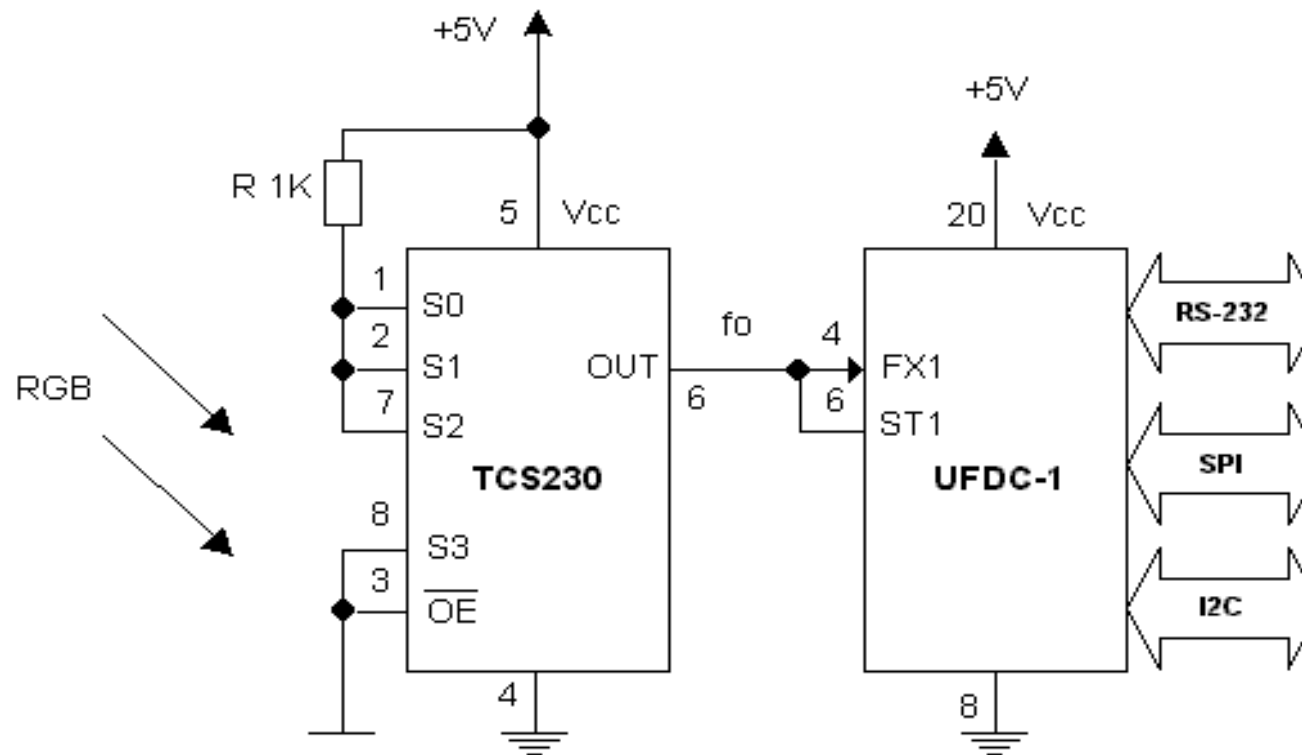 +5V
+5V
R 1K
5 Vcc
20 Vcc
1
S0
RS-232
2
fo
4
S1
OUT
FX1
RGB
7
6
6
S2
ST1
TCS230
UFDC-1
SPI
8
S3
3
OE
I2C
4
8